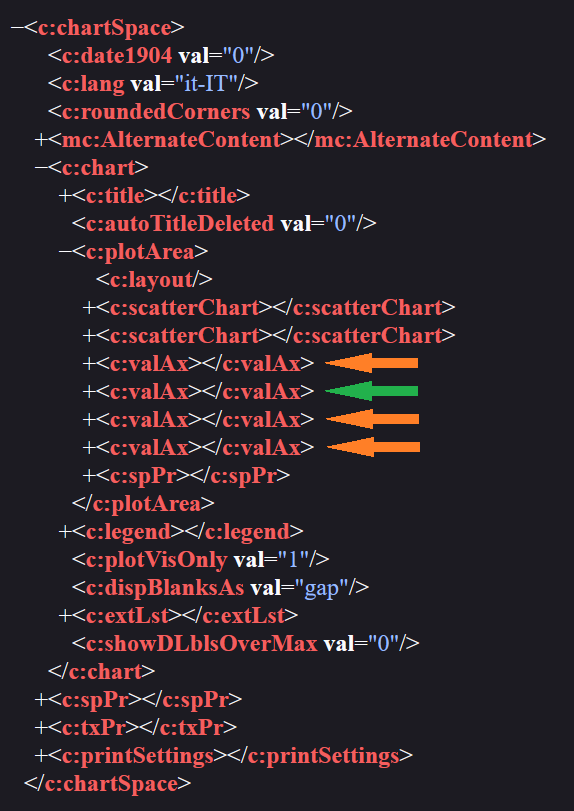 −<c:chartSpace>
<c:date1904 val="0"/>
<c:lang val="it-IT"/>
<c:roundedCorners val="0"/>
+<mc:AlternateContent></mc:AlternateContent>
−<c:chart>
+<c:title></c:title>
<c:autoTitleDeleted val="0"/>
−<c:plotArea>
<c:layout/>
+<c:scatterChart></c:scatterChart>
+<c:scatterChart></c:scatterChart>
+<c:valAx></c:valAx>
+<c:valAx></c:valAx>
+<c:valAx></c:valAx>
+<c:valAx></c:valAx>
+<c:spPr></c:spPr>
</c:plotArea>
+<c:legend></c:legend>
<c:plotVisOnly val="1"/>
<c:dispBlanksAs val="gap"/>
+<c:extLst></c:extLst>
<c:showDLblsOverMax val="0"/>
</c:chart>
+<c:spPr></c:spPr>
+<c:txPr></c:txPr>
+<c:printSettings></c:printSettings>
</c:chartSpace>